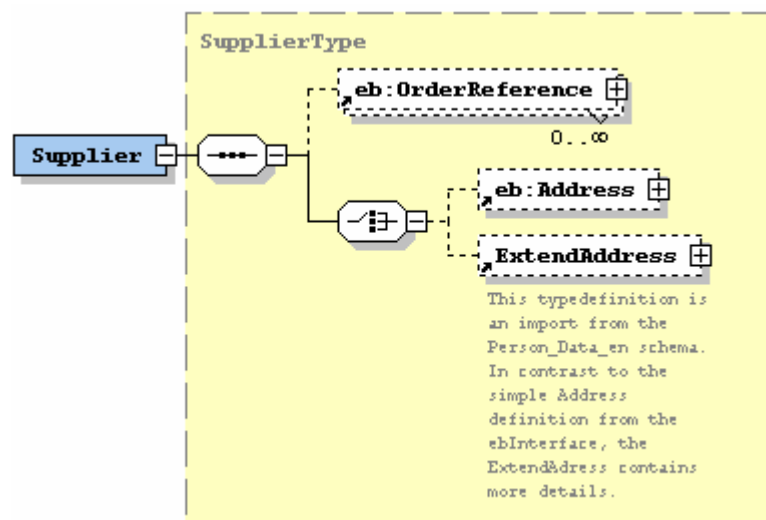 SupplierType
eb:OrderReference
0..∞
Supplier
eb:Address
ExtendAddress
This typedefinition is
an import from the
Person_Data_en schema.
In contrast to the
simple Address
definition from the
ebInterface, the
ExtendAdress contains
more details.